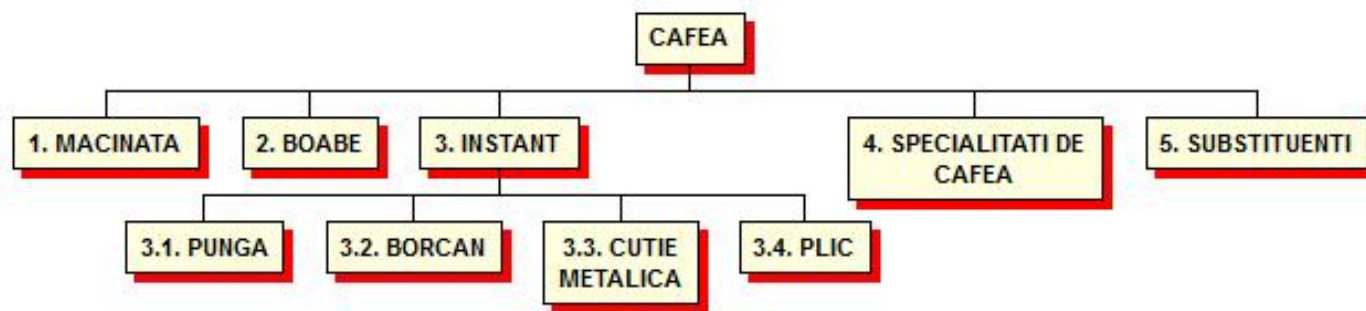 CAFEA
1. MACINATA
2. BOABE
3. INSTANT
4. SPECIALITATI DE
CAFEA
5. SUBSTITUENTI
3.1. PUNGA
3.2. BORCAN
3.3. CUTIE
METALICA
3.4. PLIC